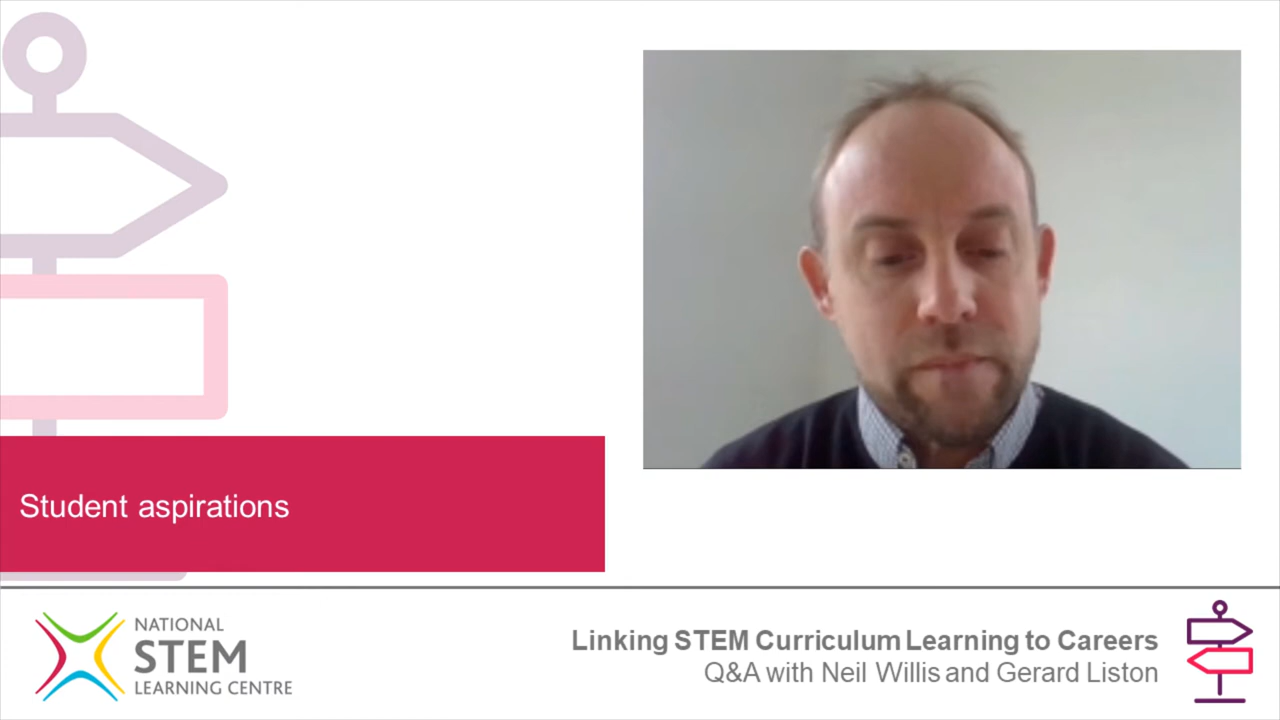 Student aspirations
NATIONAL
STEM
LEARNING CENTRE
Linking STEM Curriculum Learning to Careers
Q&A with Neil Willis and Gerard Liston